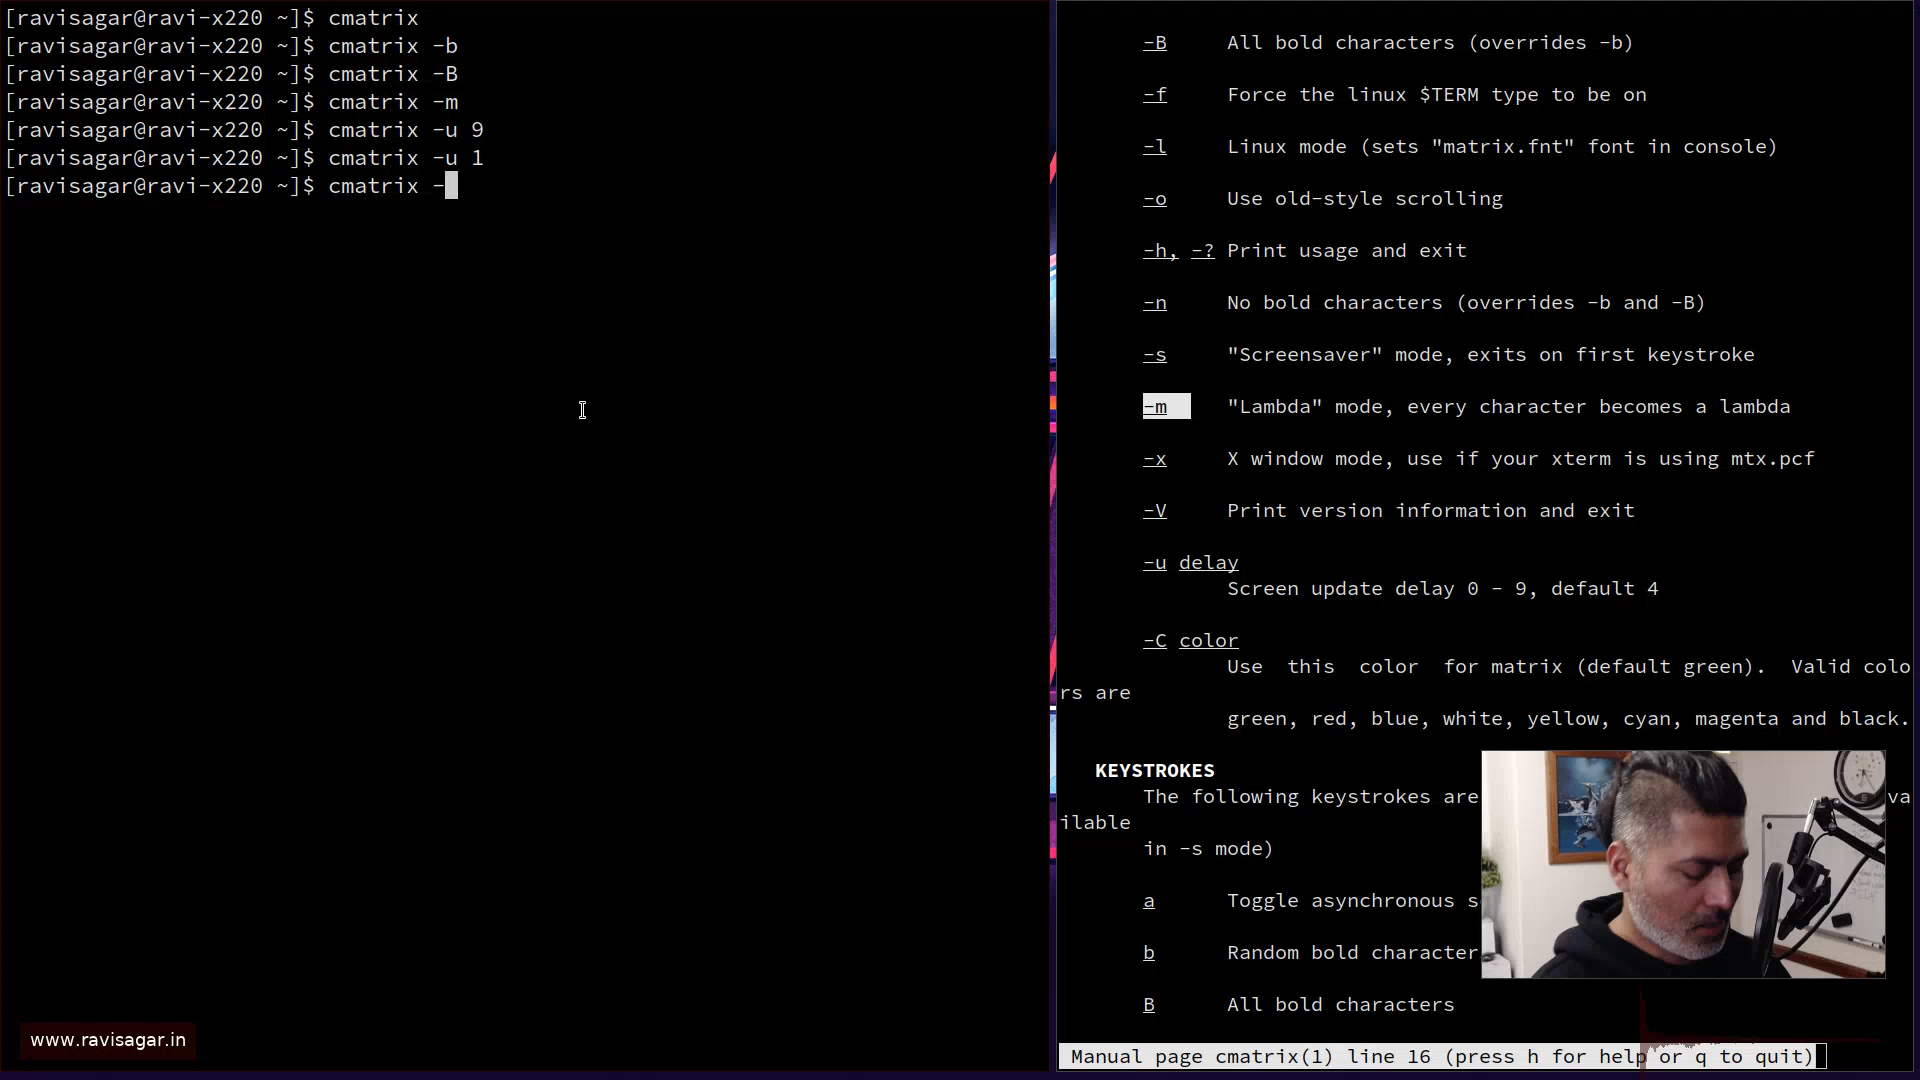 [ravisagar@ravi-x220 ~]$ cmatrix
[ravisagar@ravi-x220 ~]$ cmatrix -b
[ravisagar@ravi-x220 ~]$ cmatrix -B
[ravisagar@ravi-x220 ~]$ cmatrix -m
[ravisagar@ravi-x220 ~]$ cmatrix -u 9
[ravisagar@ravi-x220 ~]$ cmatrix -u 1
[ravisagar@ravi-x220 ~]$ cmatrix -
www.ravisagar.in
-B All bold characters (overrides -b)
-f Force the linux $TERM type to be on
-l Linux mode (sets "matrix.fnt" font in console)
-o Use old-style scrolling
-h, -? Print usage and exit
-n No bold characters (overrides -b and -B)
-s "Screensaver" mode, exits on first keystroke
-m "Lambda" mode, every character becomes a lambda
-x X window mode, use if your xterm is using mtx.pcf
-V Print version information and exit
-u delay
Screen update delay 0 - 9, default 4
-C color
Use this color for matrix (default green). Valid colo
rs are
green, red, blue, white, yellow, cyan, magenta and black.
KEYSTROKES
The following keystrokes are va
ilable
in -s mode)
a Toggle asynchronous s
b Random bold character
B All bold characters
Manual page cmatrix(1) line 16 (press h for help or q to quit)